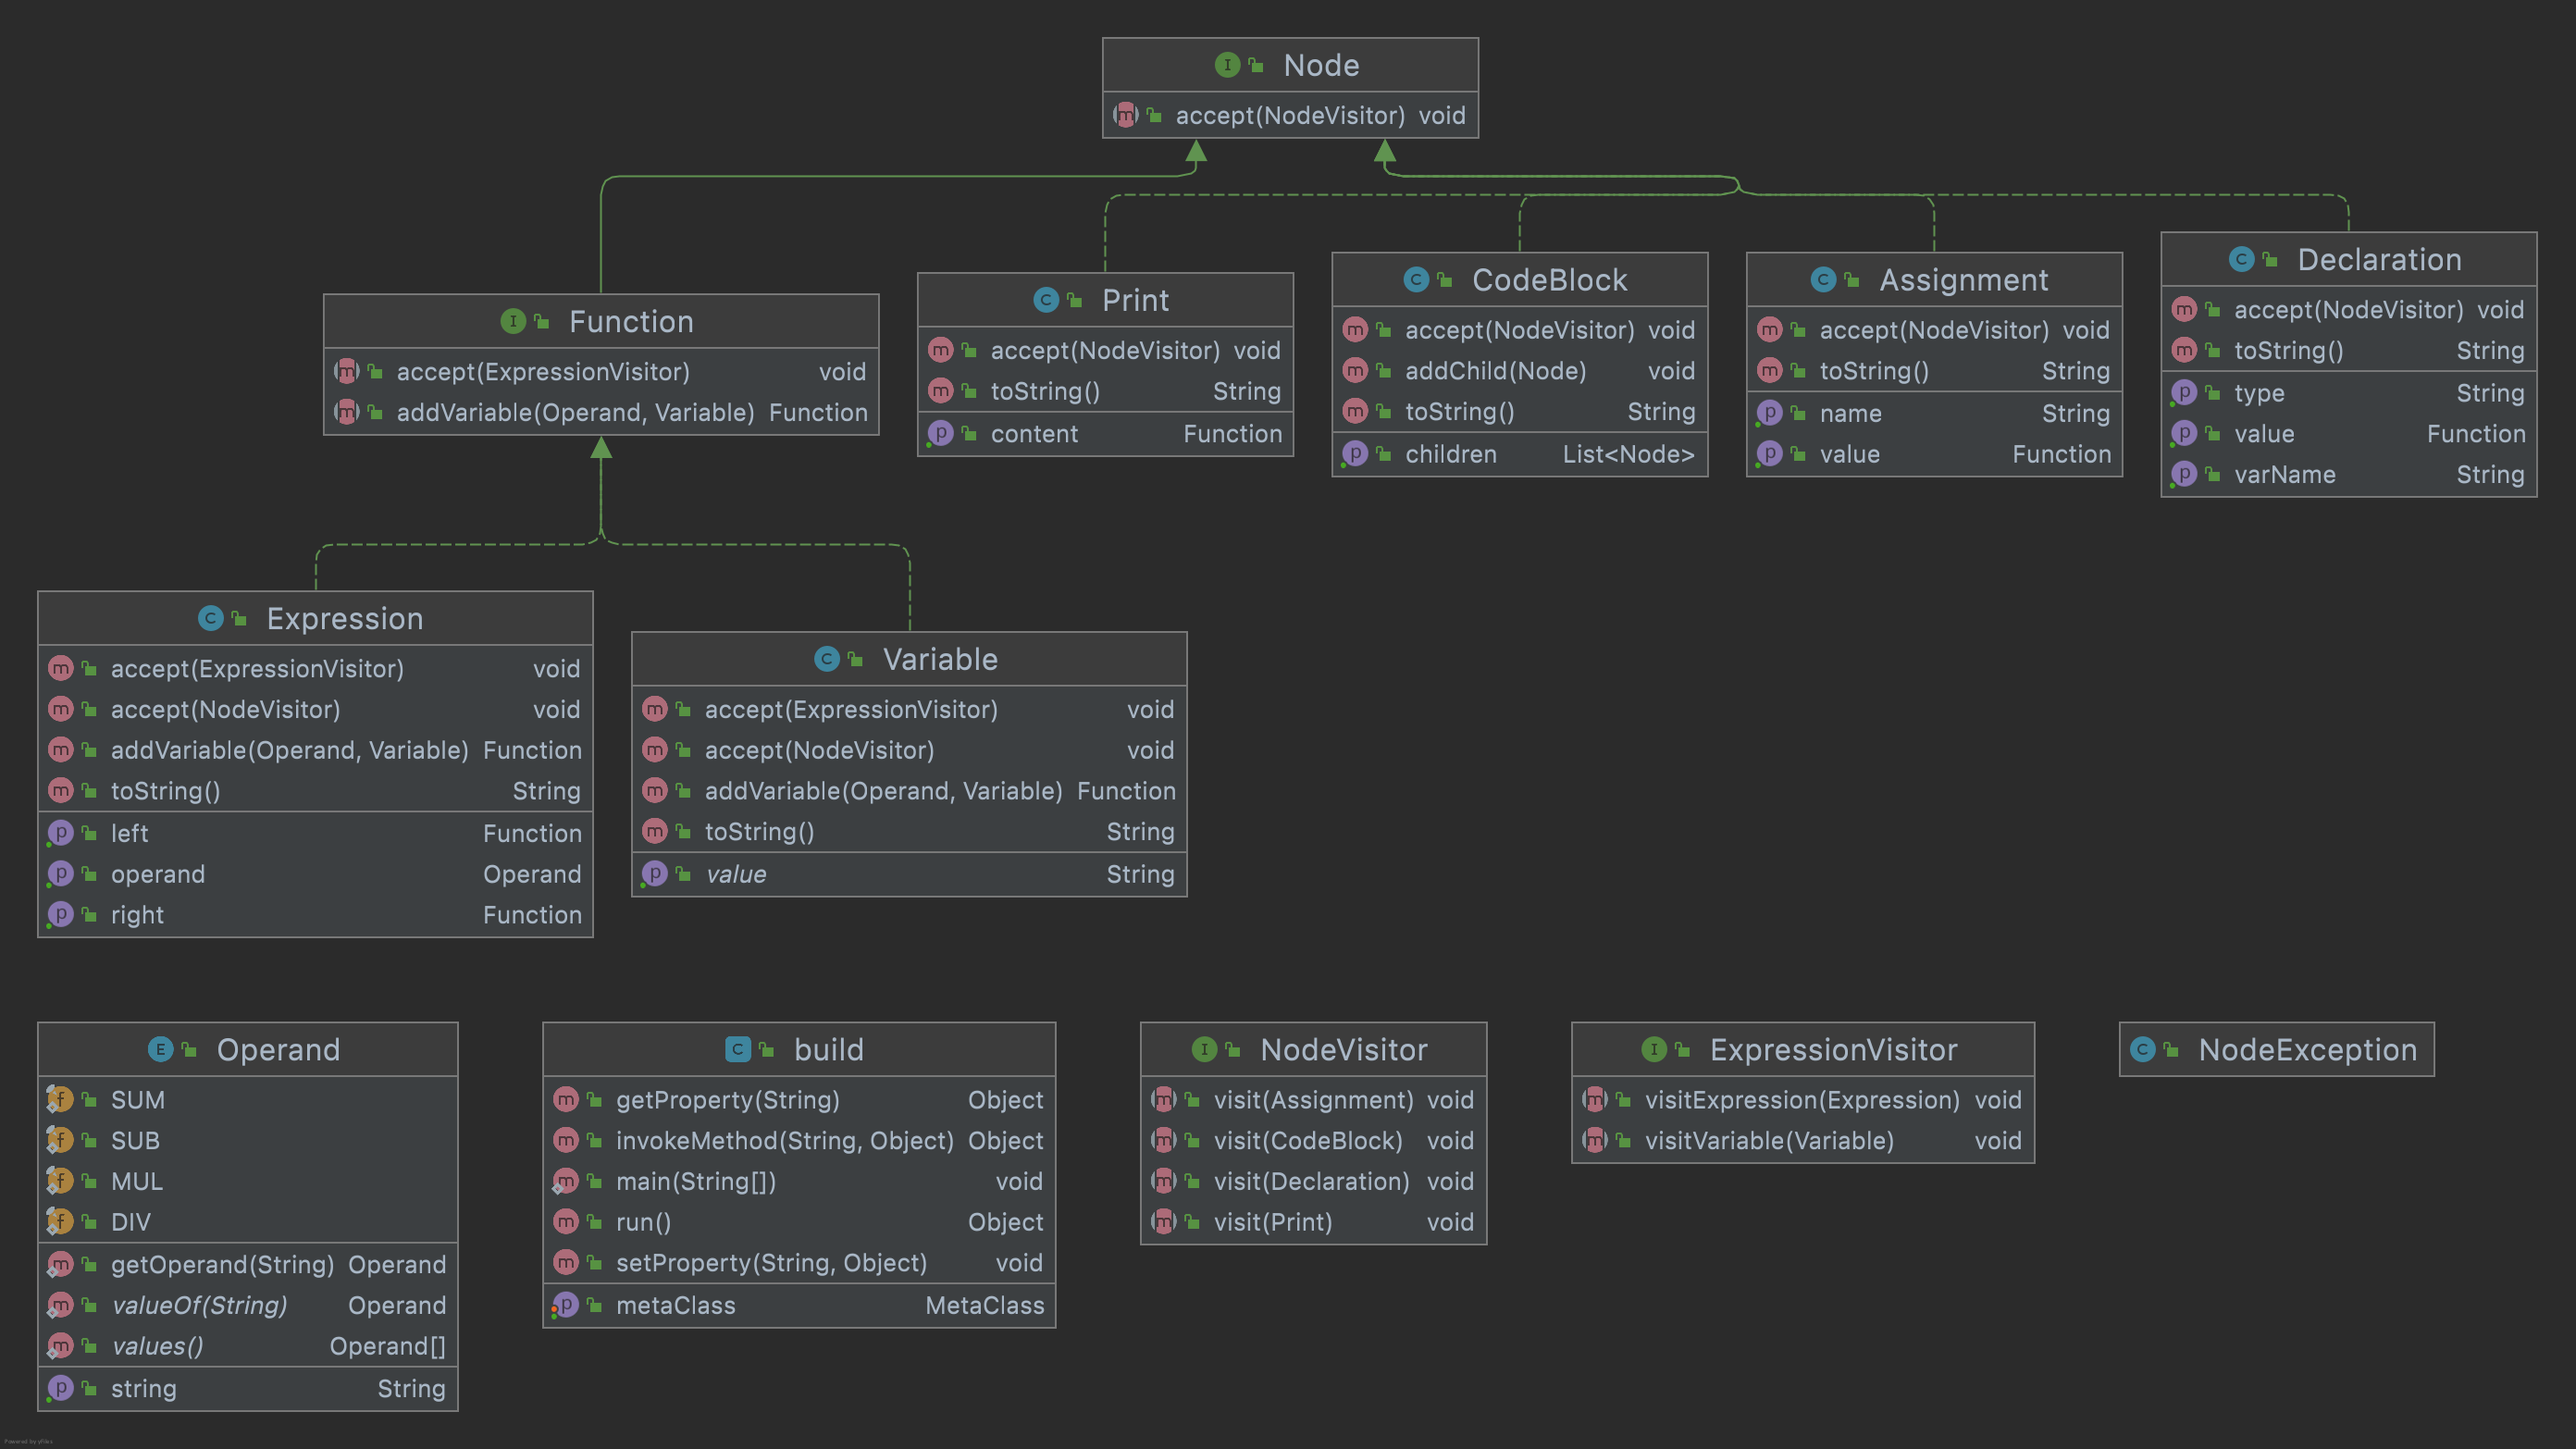 Node
accept(NodeVisitor) void
Function
accept(ExpressionVisitor) void
addVariable(Operand, Variable) Function
Print
accept(NodeVisitor) void
toString() String
content Function
CodeBlock
accept(NodeVisitor) void
addChild(Node) void
toString() String
children List<Node>
Assignment
accept(NodeVisitor) void
toString() String
name String
value Function
Declaration
accept(NodeVisitor) void
toString() String
type String
value Function
varName String
Expression
accept(ExpressionVisitor) void
accept(NodeVisitor) void
addVariable(Operand, Variable) Function
toString() String
left Function
operand Operand
right Function
Variable
accept(ExpressionVisitor) void
accept(NodeVisitor) void
addVariable(Operand, Variable) Function
toString() String
value String
Operand
SUM
SUB
MUL
DIV
getOperand(String) Operand
valueOf(String) Operand
values() Operand[]
string String
build
getProperty(String) Object
invokeMethod(String, Object) Object
main(String[]) void
run() Object
setProperty(String, Object) void
metaClass MetaClass
NodeVisitor
visit(Assignment) void
visit(CodeBlock) void
visit(Declaration) void
visit(Print) void
ExpressionVisitor
visitExpression(Expression) void
visitVariable(Variable) void
NodeException
Powered by yFiles